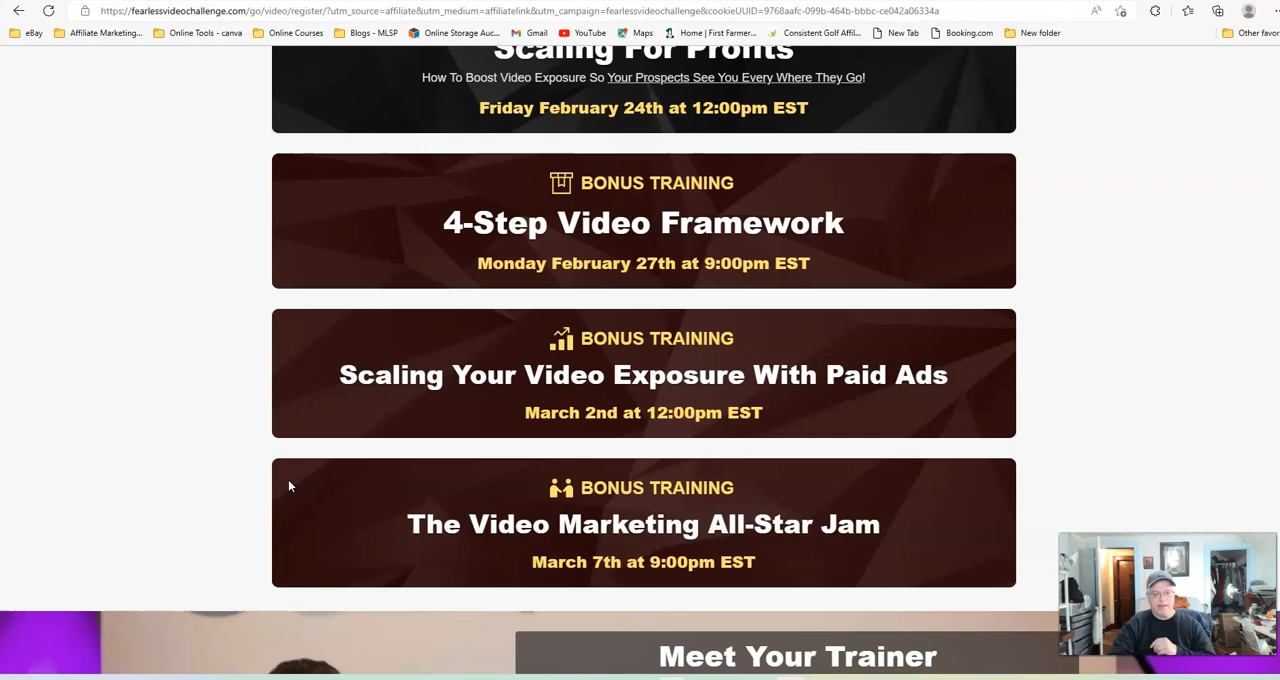 https://fearlessvideochallenge.com/go/video/register/?utm_source=affiliate&utm_medium=affiliatelink&utm_campaign=fearlessvideochallenge&cookieUUID=9768aafc-099b-464b-bbbc-ce042a06334a
eBay Affiliate Marketing... Online Tools - canva Online Courses Blogs - MLSP Online Storage Auc... Gmail YouTube Maps Home | First Farmer... Consistent Golf Affil... New Tab Booking.com New folder Other favor
Scaling For Profits
How To Boost Video Exposure So Your Prospects See You Every Where They Go!
Friday February 24th at 12:00pm EST
BONUS TRAINING
4-Step Video Framework
Monday February 27th at 9:00pm EST
BONUS TRAINING
Scaling Your Video Exposure With Paid Ads
March 2nd at 12:00pm EST
BONUS TRAINING
The Video Marketing All-Star Jam
March 7th at 9:00pm EST
Meet Your Trainer